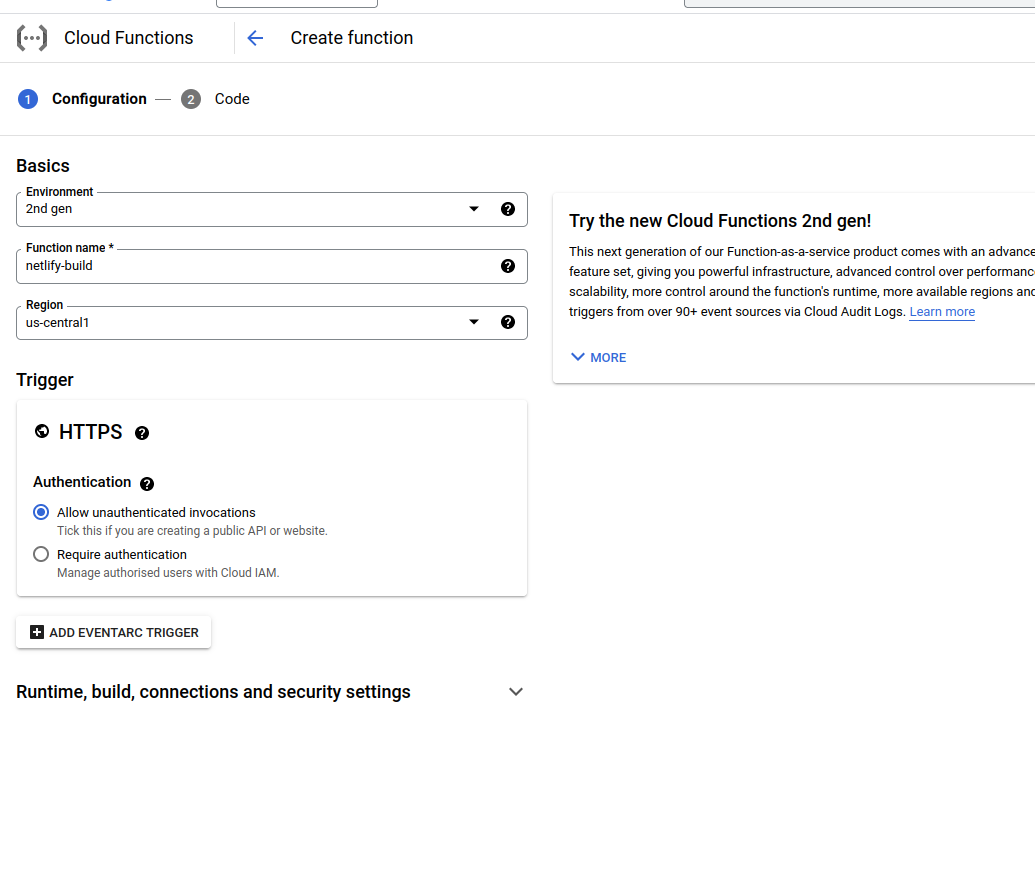 Cloud Functions
Create function
1 Configuration — 2 Code
Basics
Environment
2nd gen
Function name *
netlify-build
Region
us-central1
Trigger
HTTPS
Authentication
Allow unauthenticated invocations
Tick this if you are creating a public API or website.
Require authentication
Manage authorised users with Cloud IAM.
ADD EVENTARC TRIGGER
Runtime, build, connections and security settings
Try the new Cloud Functions 2nd gen!
This next generation of our Function-as-a-service product comes with an advance
feature set, giving you powerful infrastructure, advanced control over performanc
scalability, more control around the function's runtime, more available regions and
triggers from over 90+ event sources via Cloud Audit Logs. Learn more
MORE